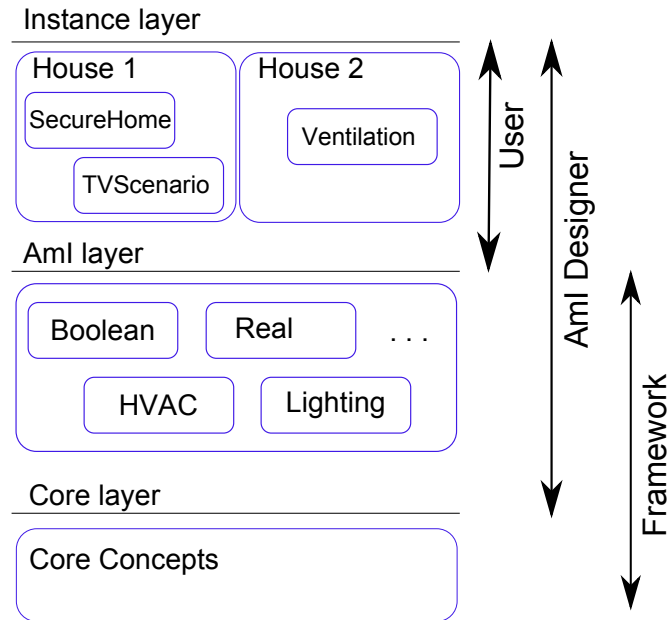 Instance layer
House 1
House 2
SecureHome
Ventilation
TVScenario
User
AmI Designer
AmI layer
Boolean
Real
. . .
HVAC
Lighting
Framework
Core layer
Core Concepts